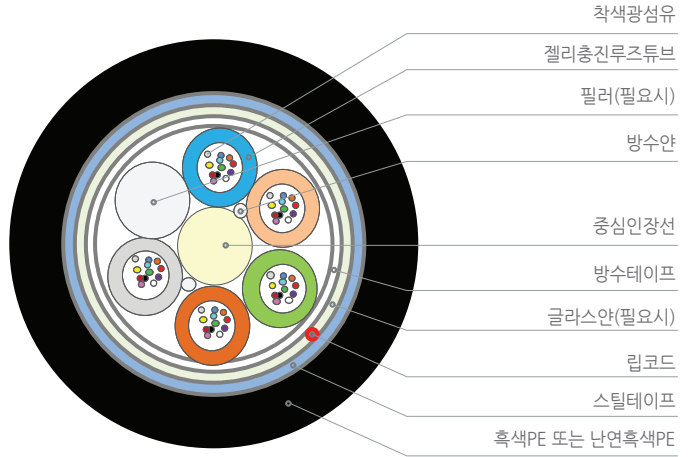 착색광섬유
젤리충진루즈튜브
필러(필요시)
방수얀
중심인장선
방수테이프
글라스얀(필요시)
립코드
스틸테이프
흑색PE 또는 난연흑색PE